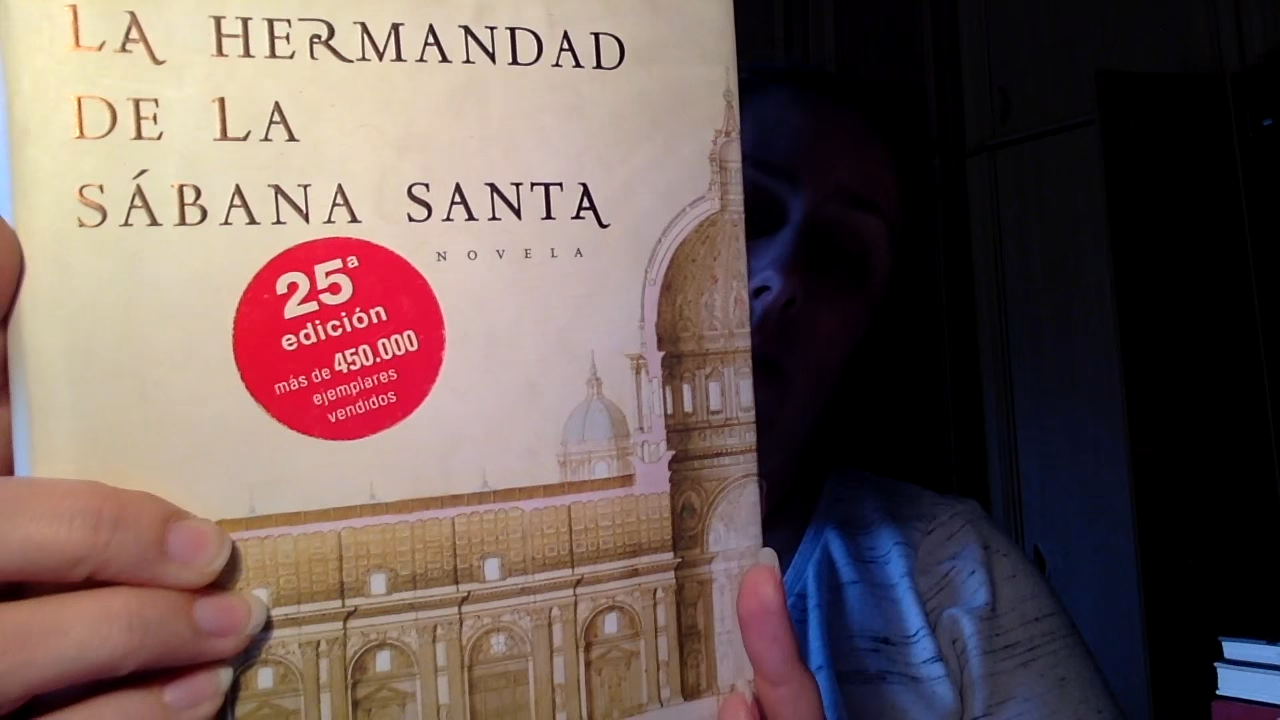 LA HERMANDAD
DE LA
SÁBANA SANTA
NOVELA
25ª
edición
más de 450.000
ejemplares
vendidos